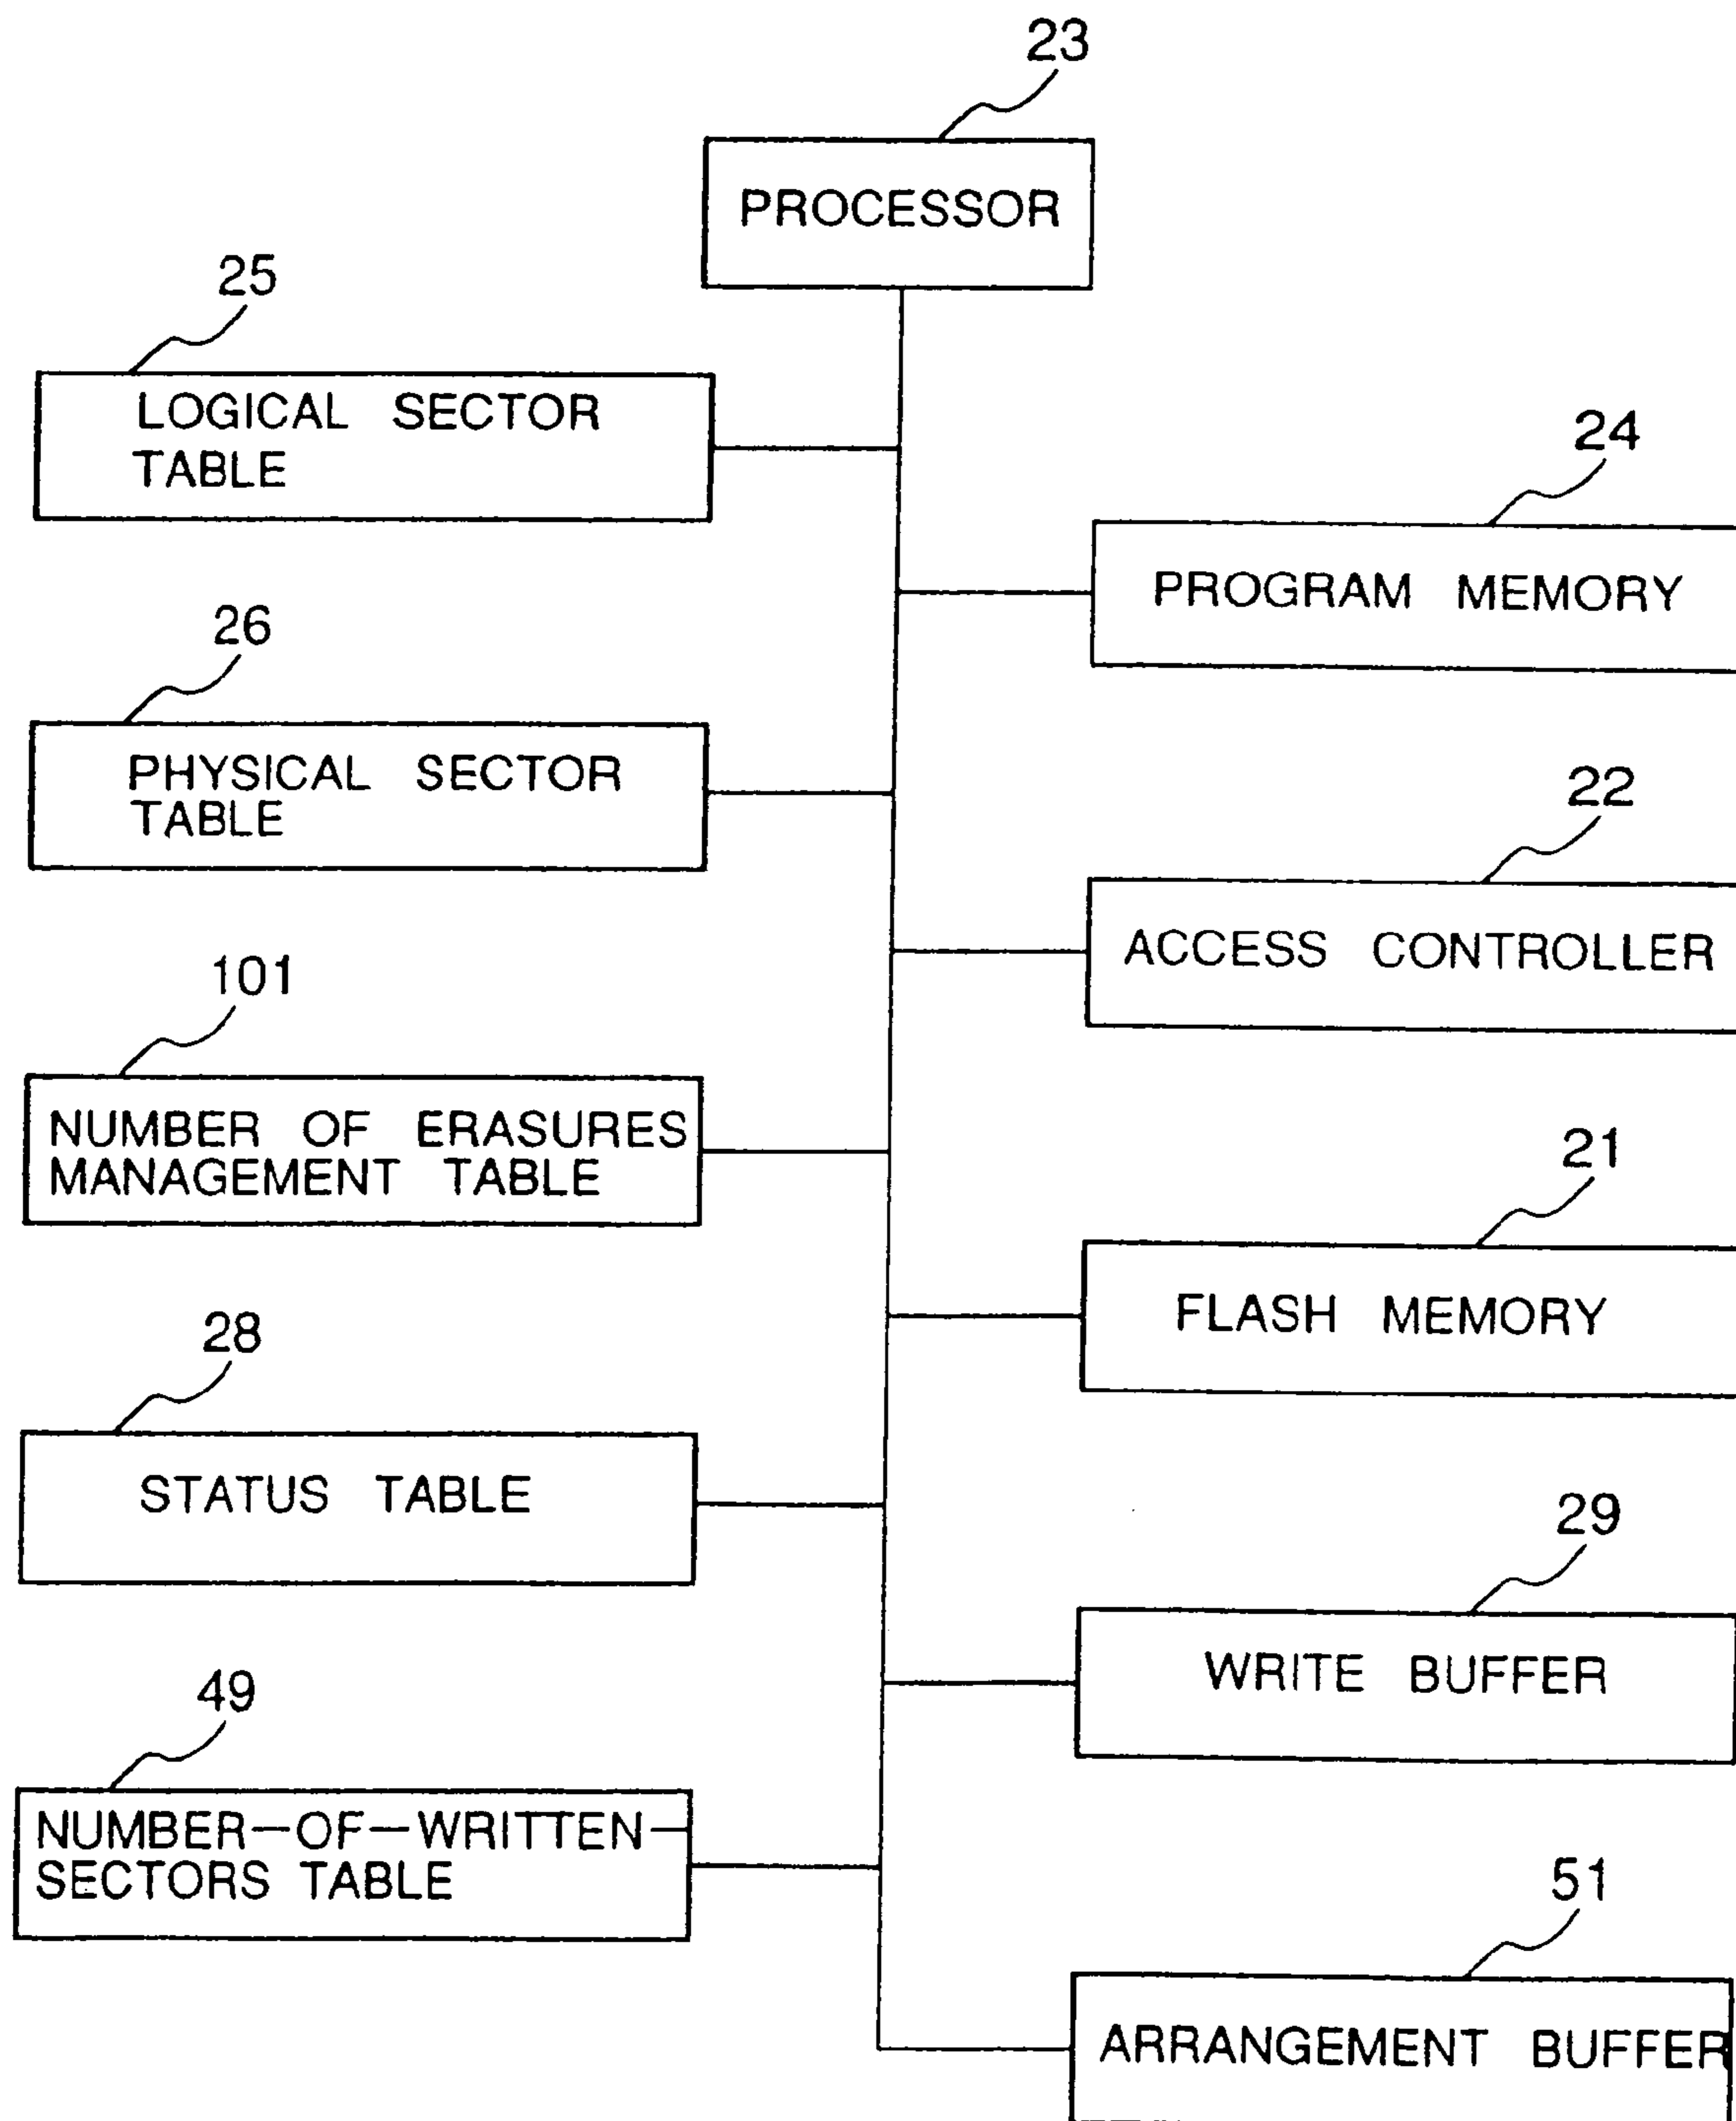 23
PROCESSOR
25
LOGICAL SECTOR
TABLE
24
PROGRAM MEMORY
26
PHYSICAL SECTOR
TABLE
22
ACCESS CONTROLLER
101
NUMBER OF ERASURES
MANAGEMENT TABLE
21
FLASH MEMORY
28
STATUS TABLE
29
WRITE BUFFER
49
NUMBER-OF-WRITTEN-
SECTORS TABLE
51
ARRANGEMENT BUFFER